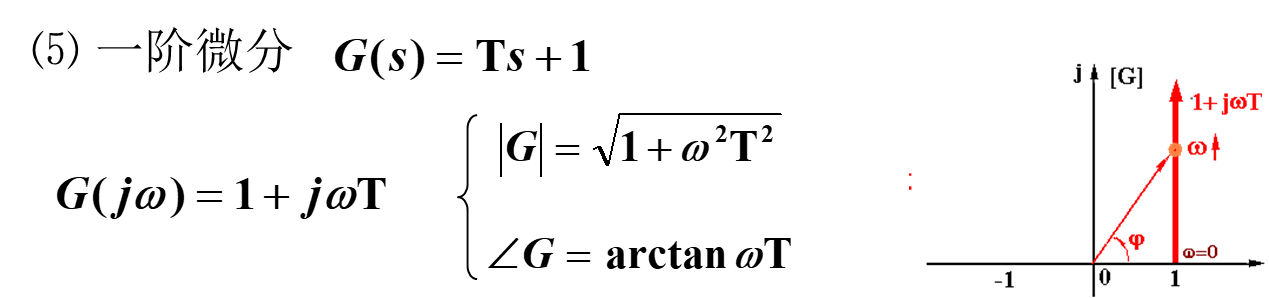 (5) 一阶微分 G(s) = Ts + 1
G(jω) = 1 + jωT
|G| = √(1 + ω²T²)
∠G = arctan ωT
:
j [G]
1+ jωT
ω
φ
ω=0
-1 0 1